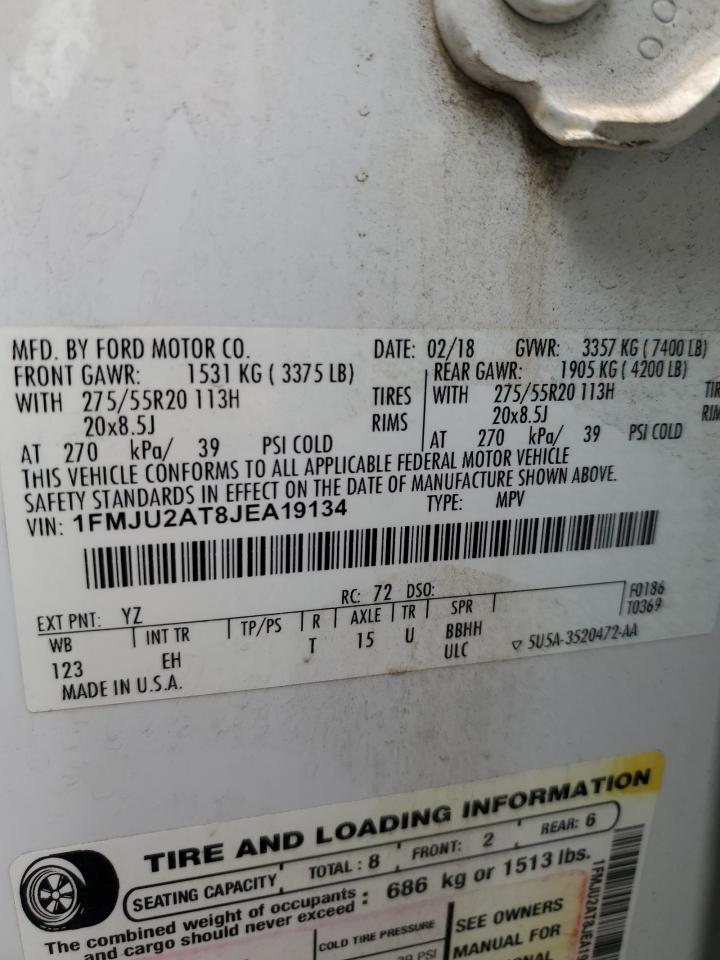 MFD. BY FORD MOTOR CO. DATE: 02/18 GVWR: 3357 KG ( 7400 LB)
FRONT GAWR: 1531 KG ( 3375 LB) REAR GAWR: 1905 KG ( 4200 LB)
WITH 275/55R20 113H TIRES WITH 275/55R20 113H
20x8.5J RIMS 20x8.5J
AT 270 kPa/ 39 PSI COLD AT 270 kPa/ 39 PSI COLD
THIS VEHICLE CONFORMS TO ALL APPLICABLE FEDERAL MOTOR VEHICLE
SAFETY STANDARDS IN EFFECT ON THE DATE OF MANUFACTURE SHOWN ABOVE.
VIN: 1FMJU2AT8JEA19134 TYPE: MPV
EXT PNT: YZ RC: 72 DSO: F0186
WB INT TR TP/PS R AXLE TR SPR T0369
123 EH T 15 U BBHH
ULC ▽ 5U5A-3520472-AA
MADE IN U.S.A.
TIRE AND LOADING INFORMATION
SEATING CAPACITY TOTAL : 8 FRONT: 2 REAR: 6
The combined weight of occupants : 686 kg or 1513 lbs.
and cargo should never exceed
COLD TIRE PRESSURE SEE OWNERS
PSI MANUAL FOR
1FMJU2AT8JEA19